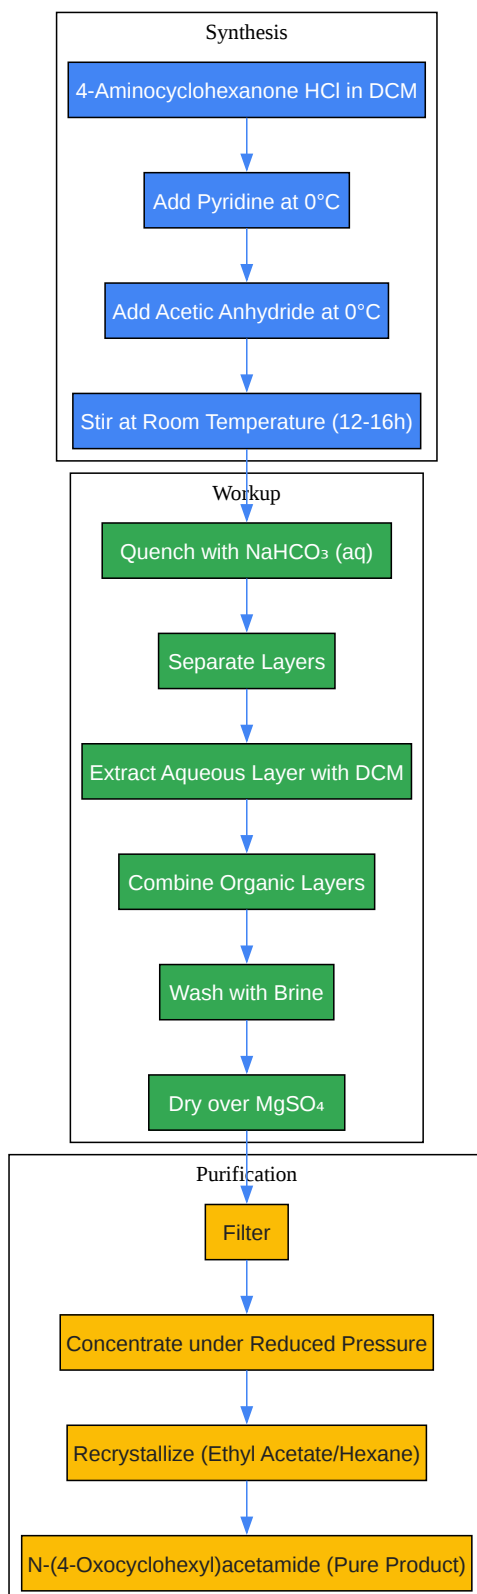 Synthesis
4-Aminocyclohexanone HCl in DCM
Add Pyridine at 0°C
Add Acetic Anhydride at 0°C
Stir at Room Temperature (12-16h)
Workup
Quench with NaHCO₃ (aq)
Separate Layers
Extract Aqueous Layer with DCM
Combine Organic Layers
Wash with Brine
Dry over MgSO₄
Purification
Filter
Concentrate under Reduced Pressure
Recrystallize (Ethyl Acetate/Hexane)
N-(4-Oxocyclohexyl)acetamide (Pure Product)